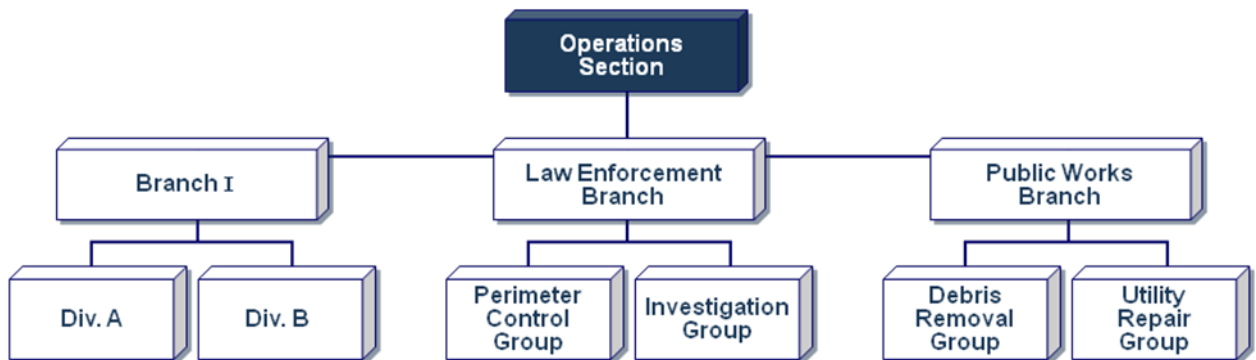 Operations
Section
Branch I
Law Enforcement
Branch
Public Works
Branch
Div. A
Div. B
Perimeter
Control
Group
Investigation
Group
Debris
Removal
Group
Utility
Repair
Group